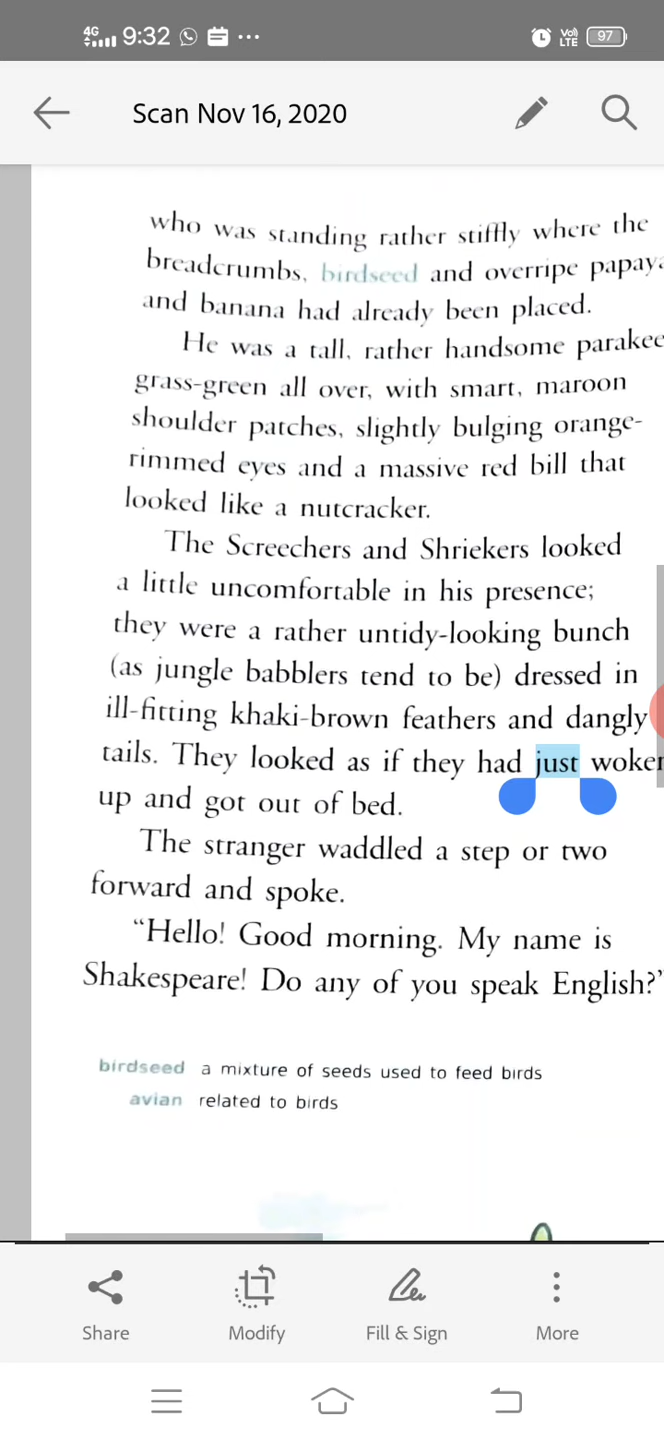 4G 9:32 ...
Vo) LTE 97
Scan Nov 16, 2020
who was standing rather stiffly where the
breadcrumbs, birdseed and overripe papaya
and banana had already been placed.
He was a tall, rather handsome parakee
grass-green all over, with smart, maroon
shoulder patches, slightly bulging orange-
rimmed eyes and a massive red bill that
looked like a nutcracker.
The Screechers and Shriekers looked
a little uncomfortable in his presence;
they were a rather untidy-looking bunch
(as jungle babblers tend to be) dressed in
ill-fitting khaki-brown feathers and dangly
tails. They looked as if they had just woken
up and got out of bed.
The stranger waddled a step or two
forward and spoke.
“Hello! Good morning. My name is
Shakespeare! Do any of you speak English?”
birdseed a mixture of seeds used to feed birds
avian related to birds
Share Modify Fill & Sign More